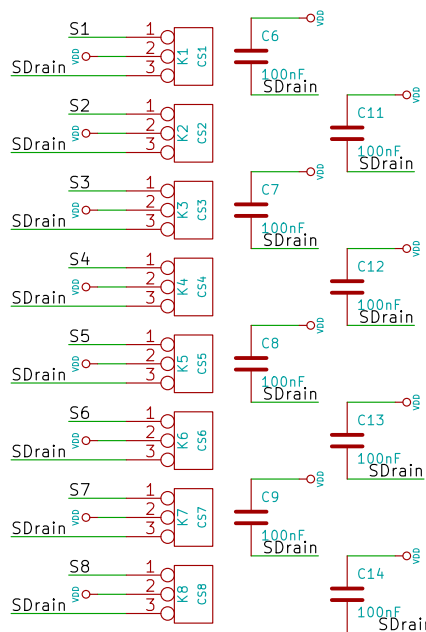 S1 1 K1 CS1
VDD 2
SDrain 3
C6 VDD
100nF
SDrain
S2 1 K2 CS2
VDD 2
SDrain 3
C11 VDD
100nF
SDrain
S3 1 K3 CS3
VDD 2
SDrain 3
C7 VDD
100nF
SDrain
S4 1 K4 CS4
VDD 2
SDrain 3
C12 VDD
100nF
SDrain
S5 1 K5 CS5
VDD 2
SDrain 3
C8 VDD
100nF
SDrain
S6 1 K6 CS6
VDD 2
SDrain 3
C13 VDD
100nF
SDrain
S7 1 K7 CS7
VDD 2
SDrain 3
C9 VDD
100nF
SDrain
S8 1 K8 CS8
VDD 2
SDrain 3
C14 VDD
100nF